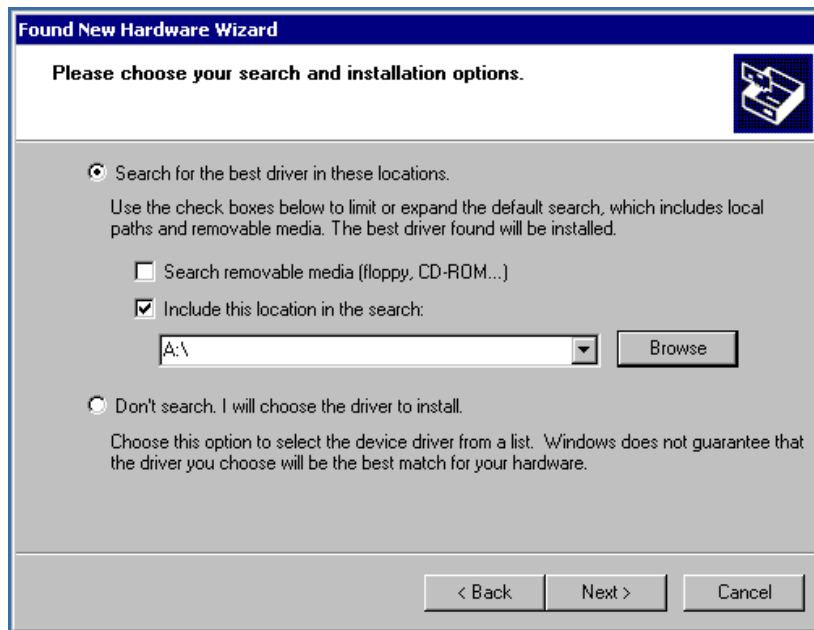 Found New Hardware Wizard
Please choose your search and installation options.
Search for the best driver in these locations.
Use the check boxes below to limit or expand the default search, which includes local
paths and removable media. The best driver found will be installed.
Search removable media (floppy, CD-ROM...)
Include this location in the search:
A:\
Browse
Don't search. I will choose the driver to install.
Choose this option to select the device driver from a list.  Windows does not guarantee that
the driver you choose will be the best match for your hardware.
< Back
Next >
Cancel